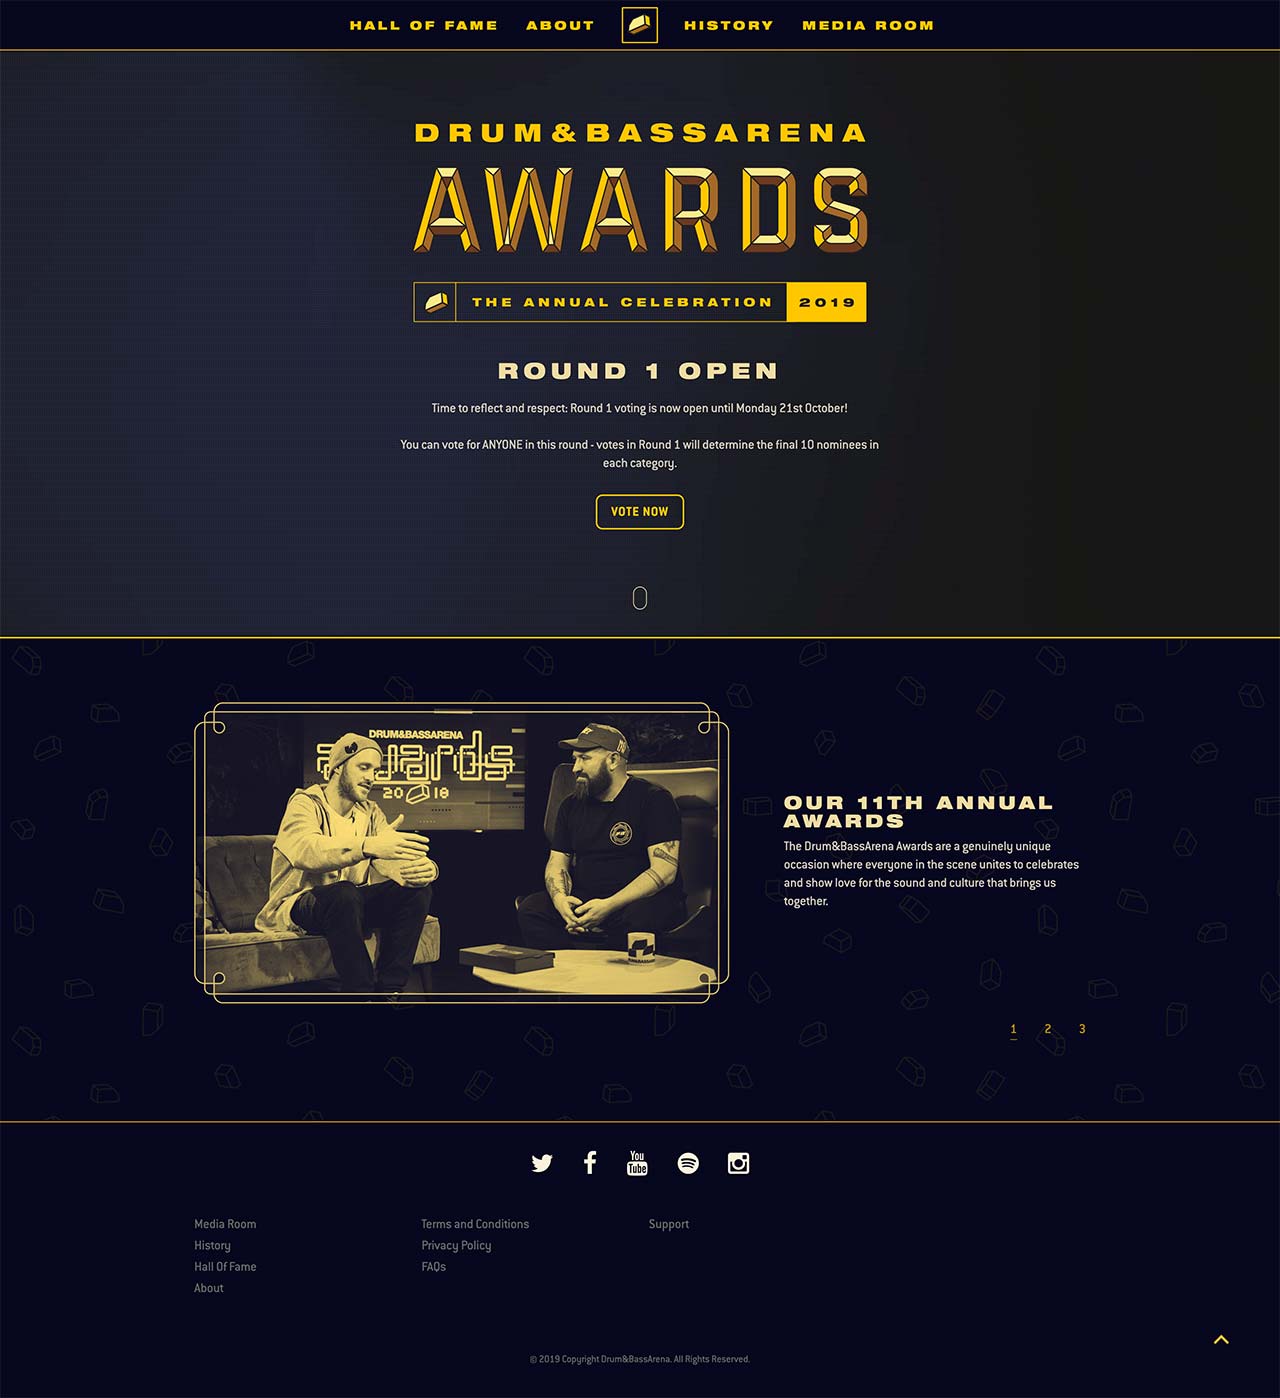 HALL OF FAME ABOUT HISTORY MEDIA ROOM
DRUM&BASSARENA
AWARDS
THE ANNUAL CELEBRATION 2019
ROUND 1 OPEN
Time to reflect and respect: Round 1 voting is now open until Monday 21st October!
You can vote for ANYONE in this round - votes in Round 1 will determine the final 10 nominees in
each category.
VOTE NOW
DRUM&BASSARENA
awards
20 18
OUR 11TH ANNUAL
AWARDS
The Drum&BassArena Awards are a genuinely unique
occasion where everyone in the scene unites to celebrates
and show love for the sound and culture that brings us
together.
1 2 3
You
Tube
Media Room Terms and Conditions Support
History Privacy Policy
Hall Of Fame FAQs
About
© 2019 Copyright Drum&BassArena. All Rights Reserved.